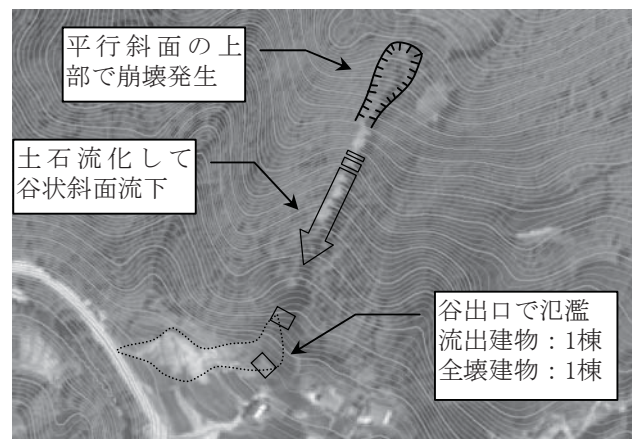 平行斜面の上
部で崩壊発生
土石流化して
谷状斜面流下
谷出口で氾濫
流出建物：1棟
全壊建物：1棟